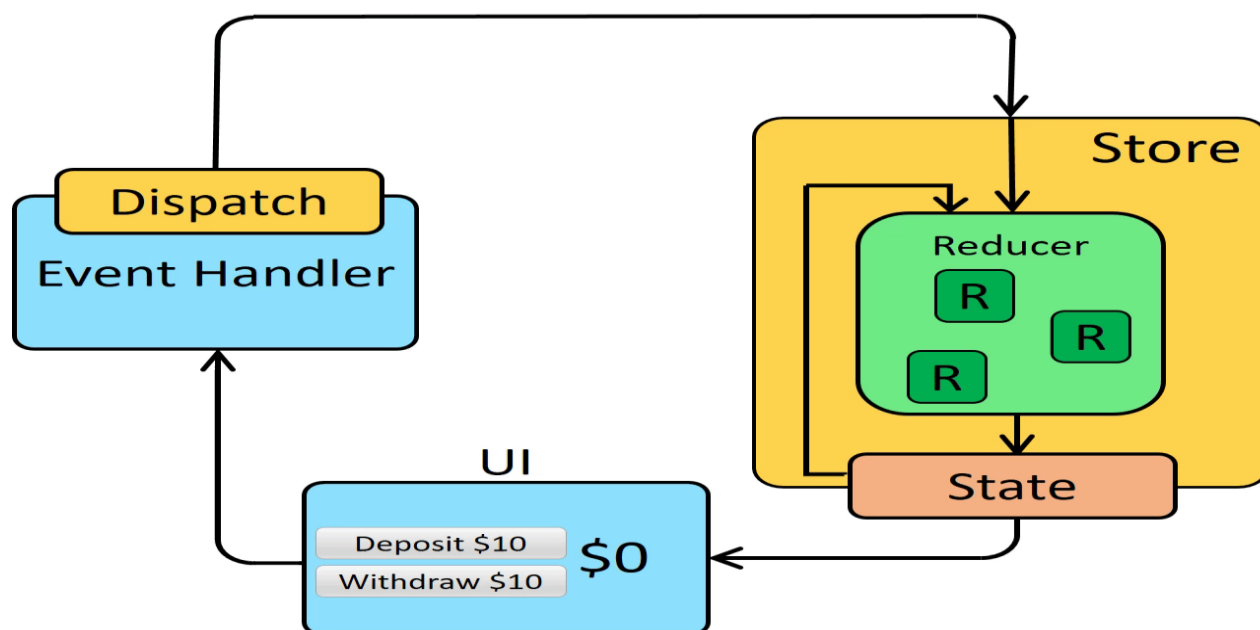 Store
Dispatch
Event Handler
Reducer
R
R
R
UI
State
Deposit $10
$0
Withdraw $10